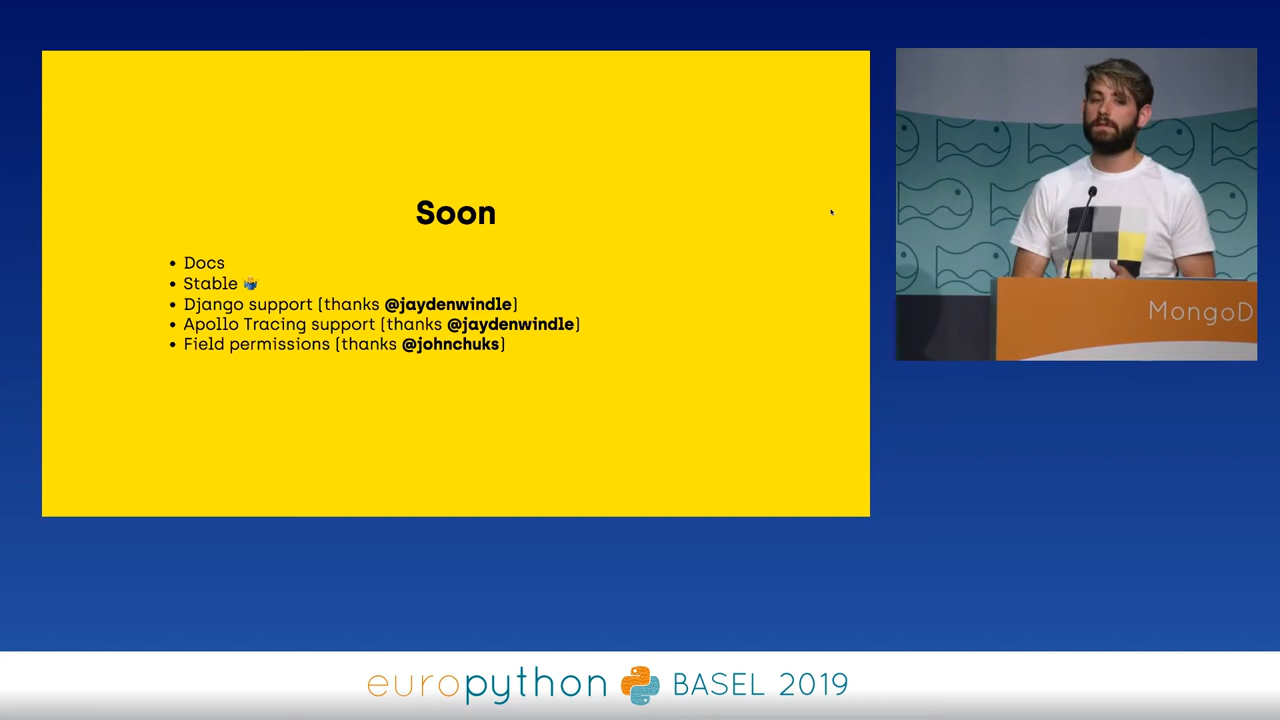 Soon
• Docs
• Stable 🤷‍♂️
• Django support (thanks @jaydenwindle)
• Apollo Tracing support (thanks @jaydenwindle)
• Field permissions (thanks @johnchuks)
MongoD
europython BASEL 2019